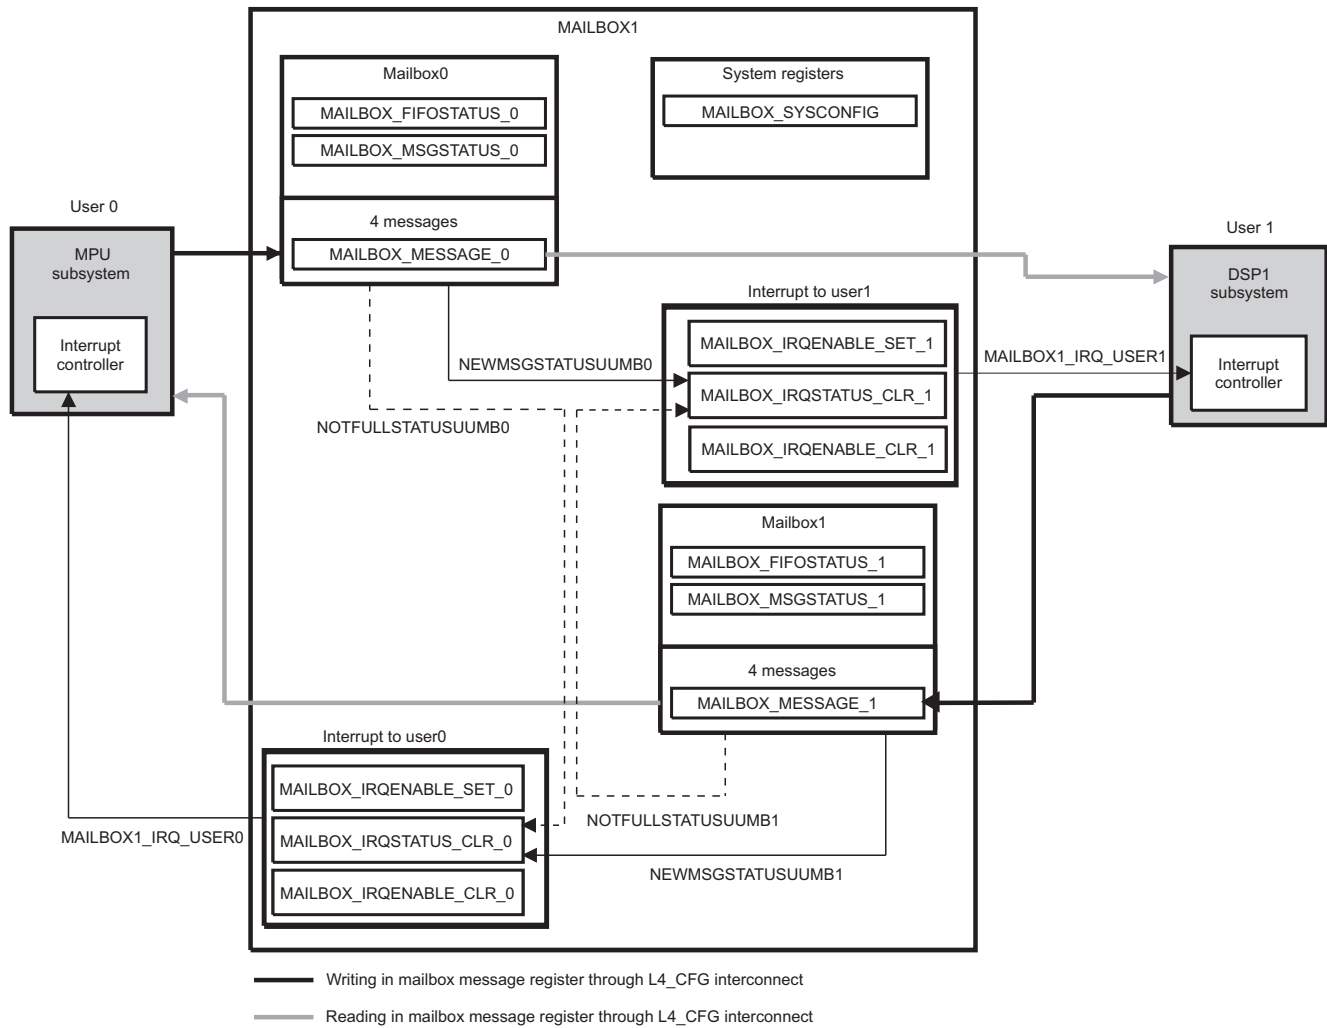 MAILBOX1
Mailbox0
MAILBOX_FIFOSTATUS_0
MAILBOX_MSGSTATUS_0
4 messages
MAILBOX_MESSAGE_0
System registers
MAILBOX_SYSCONFIG
User 0
MPU
subsystem
Interrupt
controller
User 1
DSP1
subsystem
Interrupt
controller
Interrupt to user1
MAILBOX_IRQENABLE_SET_1
MAILBOX_IRQSTATUS_CLR_1
MAILBOX_IRQENABLE_CLR_1
NEWMSGSTATUSUUMB0
NOTFULLSTATUSUUMB0
MAILBOX1_IRQ_USER1
Mailbox1
MAILBOX_FIFOSTATUS_1
MAILBOX_MSGSTATUS_1
4 messages
MAILBOX_MESSAGE_1
Interrupt to user0
MAILBOX_IRQENABLE_SET_0
MAILBOX_IRQSTATUS_CLR_0
MAILBOX_IRQENABLE_CLR_0
MAILBOX1_IRQ_USER0
NOTFULLSTATUSUUMB1
NEWMSGSTATUSUUMB1
Writing in mailbox message register through L4_CFG interconnect
Reading in mailbox message register through L4_CFG interconnect